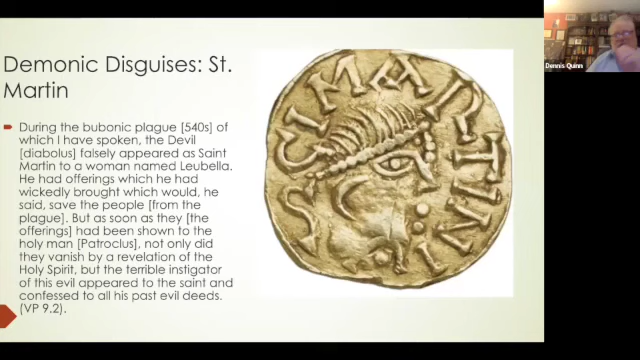 Demonic Disguises: St.
Martin
During the bubonic plague [540s] of
which I have spoken, the Devil
[diabolus] falsely appeared as Saint
Martin to a woman named Leubella.
He had offerings which he had
wickedly brought which would, he
said, save the people [from the
plague]. But as soon as they [the
offerings] had been shown to the
holy man [Patroclus], not only did
they vanish by a revelation of the
Holy Spirit, but the terrible instigator
of this evil appeared to the saint and
confessed to all his past evil deeds.
(VP 9.2).
SCI MARTINI
Dennis Quinn